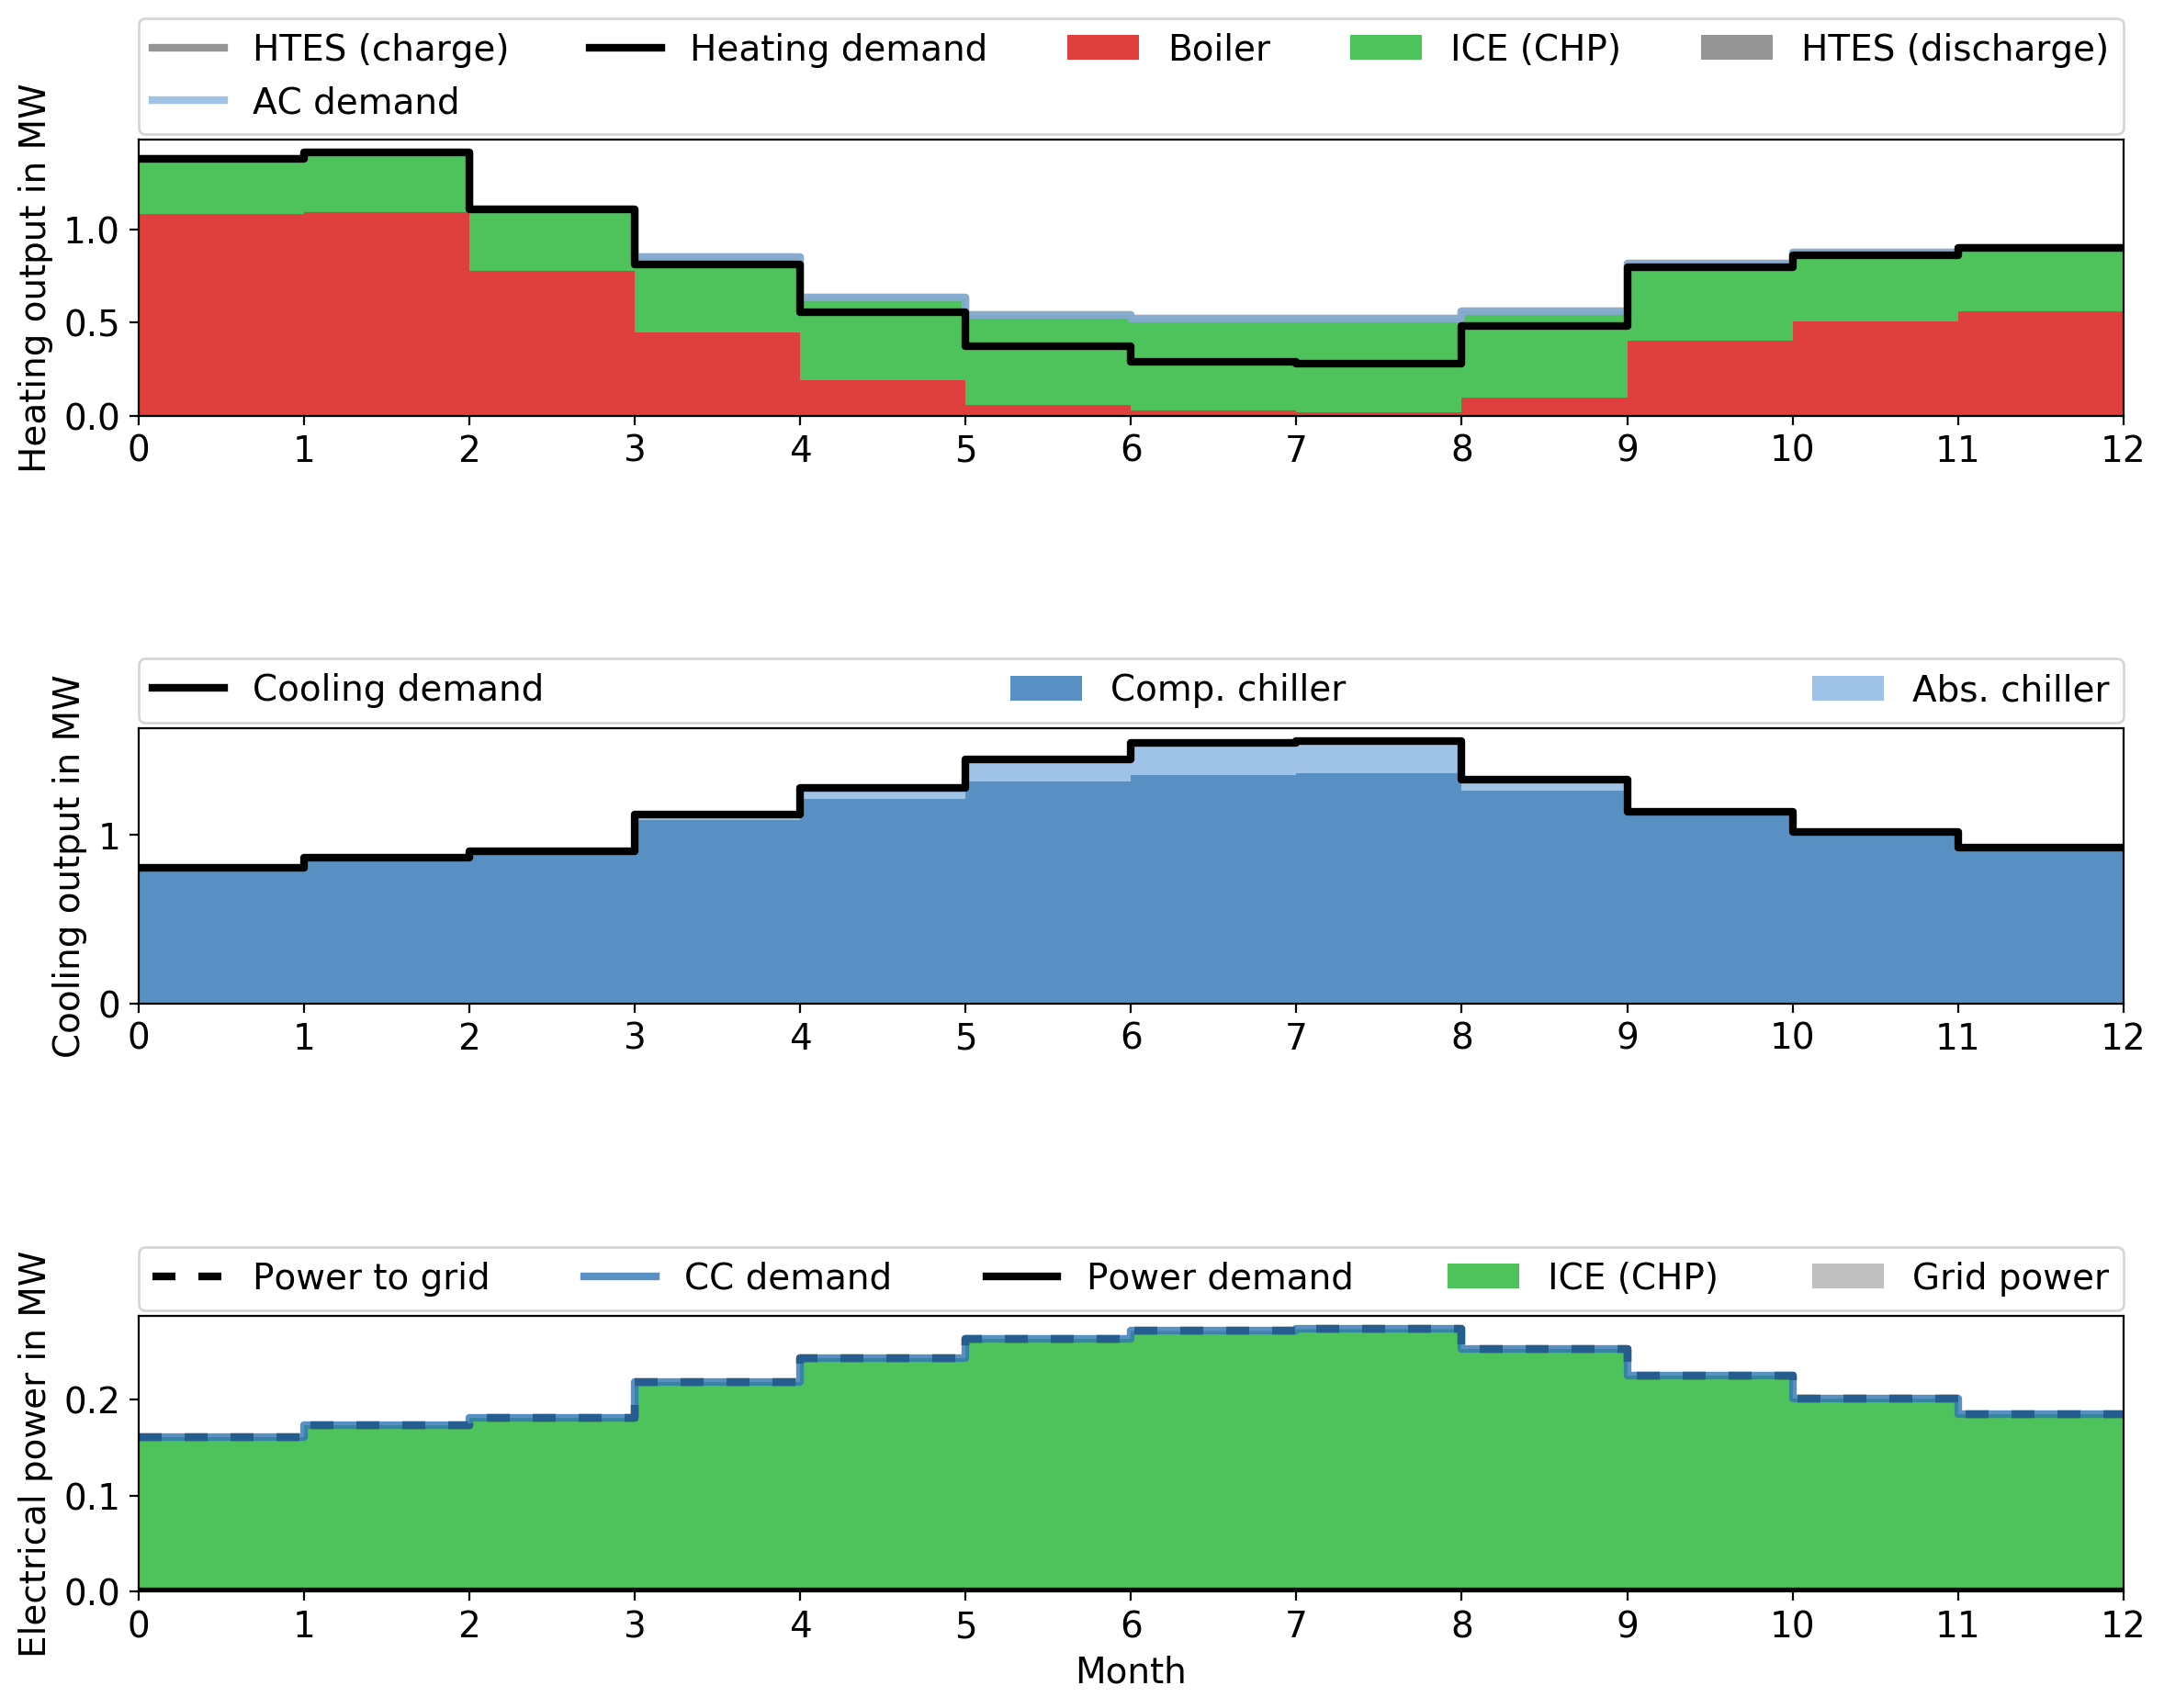 HTES (charge) Heating demand Boiler ICE (CHP) HTES (discharge)
AC demand
Heating output in MW
1.0
0.5
0.0
0 1 2 3 4 5 6 7 8 9 10 11 12
Cooling demand Comp. chiller Abs. chiller
Cooling output in MW
1
0
0 1 2 3 4 5 6 7 8 9 10 11 12
Power to grid CC demand Power demand ICE (CHP) Grid power
Electrical power in MW
0.2
0.1
0.0
0 1 2 3 4 5 6 7 8 9 10 11 12
Month